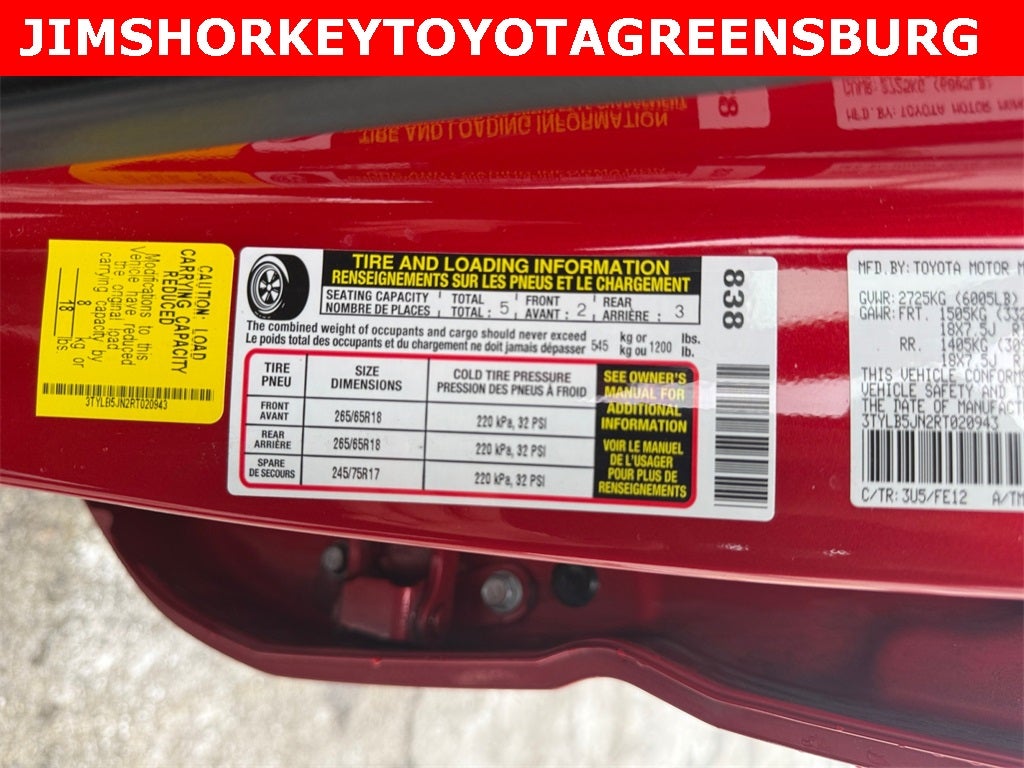 JIMSHORKEYTOYOTAGREENSBURG
CAUTION: LOAD
CARRYING CAPACITY
REDUCED
Modifications to this
Vehicle have reduced
the original load
carrying capacity by
8 kg or
18 lbs.
3TYLB5JN2RT020943
TIRE AND LOADING INFORMATION
RENSEIGNEMENTS SUR LES PNEUS ET LE CHARGEMENT
SEATING CAPACITY TOTAL : 5 FRONT : 2 REAR : 3
NOMBRE DE PLACES TOTAL AVANT ARRIÈRE
The combined weight of occupants and cargo should never exceed 545 kg or 1200 lbs.
Le poids total des occupants et du chargement ne doit jamais dépasser kg ou lb.
TIRE SIZE COLD TIRE PRESSURE
PNEU DIMENSIONS PRESSION DES PNEUS À FROID
FRONT
AVANT 265/65R18 220 kPa, 32 PSI
REAR
ARRIÈRE 265/65R18 220 kPa, 32 PSI
SPARE
DE SECOURS 245/75R17 220 kPa, 32 PSI
SEE OWNER'S
MANUAL FOR
ADDITIONAL
INFORMATION
VOIR LE MANUEL
DE L'USAGER
POUR PLUS DE
RENSEIGNEMENTS
838
MFD.BY: TOYOTA MOTOR
GVWR: 2725KG (6005LB)
GAWR: FRT. 1505KG
18X7.5J
RR. 1405KG
18X7.5J
THIS VEHICLE
VEHICLE SAFETY AND
THE DATE OF
3TYLB5JN2RT020943
C/TR: 3U5/FE12